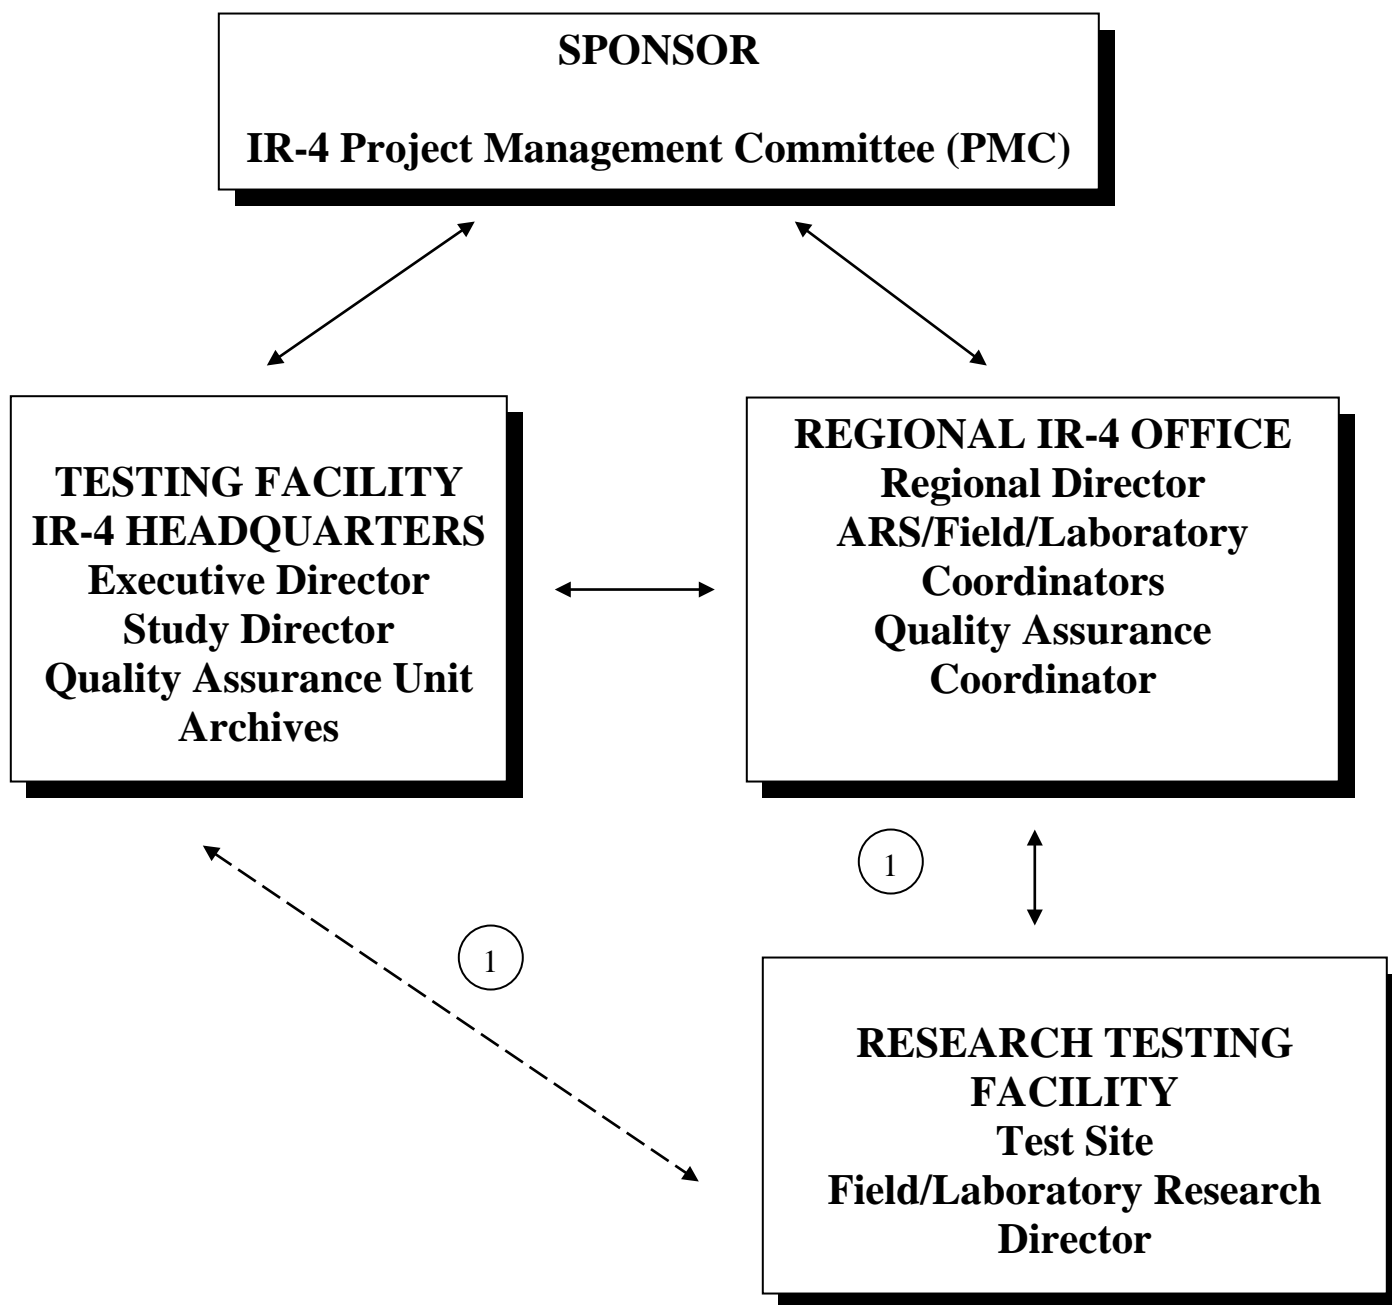 SPONSOR
IR-4 Project Management Committee (PMC)
TESTING FACILITY
IR-4 HEADQUARTERS
Executive Director
Study Director
Quality Assurance Unit
Archives
REGIONAL IR-4 OFFICE
Regional Director
ARS/Field/Laboratory
Coordinators
Quality Assurance
Coordinator
1
1
RESEARCH TESTING
FACILITY
Test Site
Field/Laboratory Research
Director